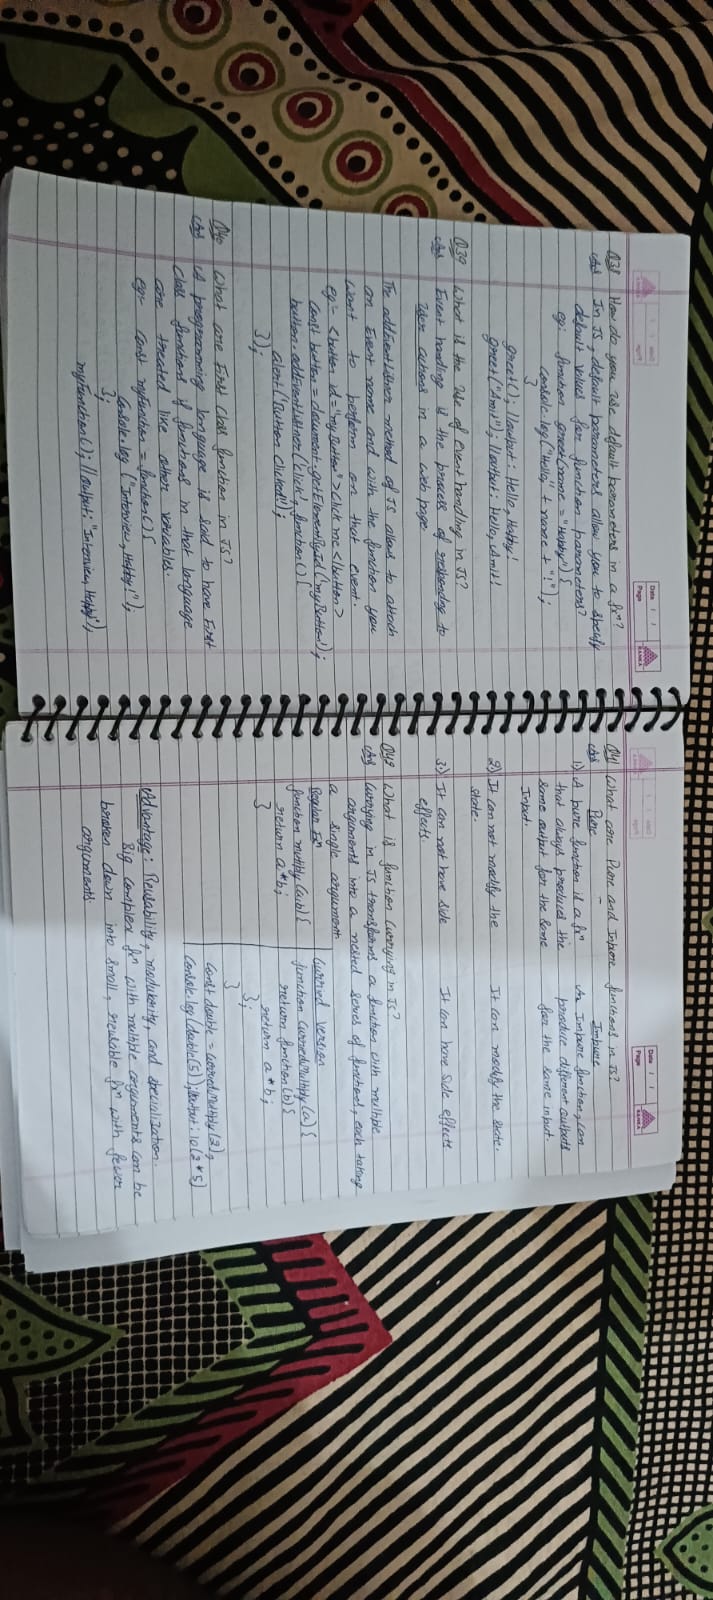 Date / /
Page
RANKA
Q38 How do you use default parameters in a fxn?
Ans In JS, default parameters allow you to specify
default values for function parameters?
eg: function greet(name = "Happy") {
console.log("Hello," + name + "!");
}
greet(); //output: Hello, Happy!
greet("Amit"); //output: Hello, Amit!
Q39 What is the use of event handling in JS?
Ans Event handling is the process of responding to
user actions in a web page.
The addEventListener method of JS allows to attach
an Event name and with the function you
want to perform on that event.
eg= <button id="myButton">Click me</button>
const button = document.getElementById('myButton');
button.addEventListener('click', function() {
alert('Button Clicked!');
});
Q40 What are First class function in JS?
Ans A programming language is said to have First
class functions if functions in that language
are treated like other variables.
eg- const myFunction = function() {
Console.log("Interview, Happy!");
};
myFunction(); //output: "Interview, Happy!"
Date / /
Page
RANKA
Q41 What are Pure and Impure functions in JS?
Ans Pure Impure
1) A pure function is a fxn An Impure function, can
that always produced the produce different outputs
same output for the same for the same input.
Input.
2) It can not modify the It can modify the state.
state.
3.) It can not have side It can have side effects
effects.
Q42 What is function Currying in JS?
Ans Currying in JS transforms a function with multiple
arguments into a nested series of functions, each taking
a single argument
Regular Fxn Curried Version
function multiply(a,b) { function curriedMultiply(a) {
return a*b; return function(b) {
} return a * b;
};
}
const double = curriedMultiply(2);
Console.log(double(5)); //output: 10 (2*5)
Advantage: Reusability, modularity, and specialization.
Big complex fxn with multiple arguments can be
broken down into small, reusable fxn with fewer
arguments.